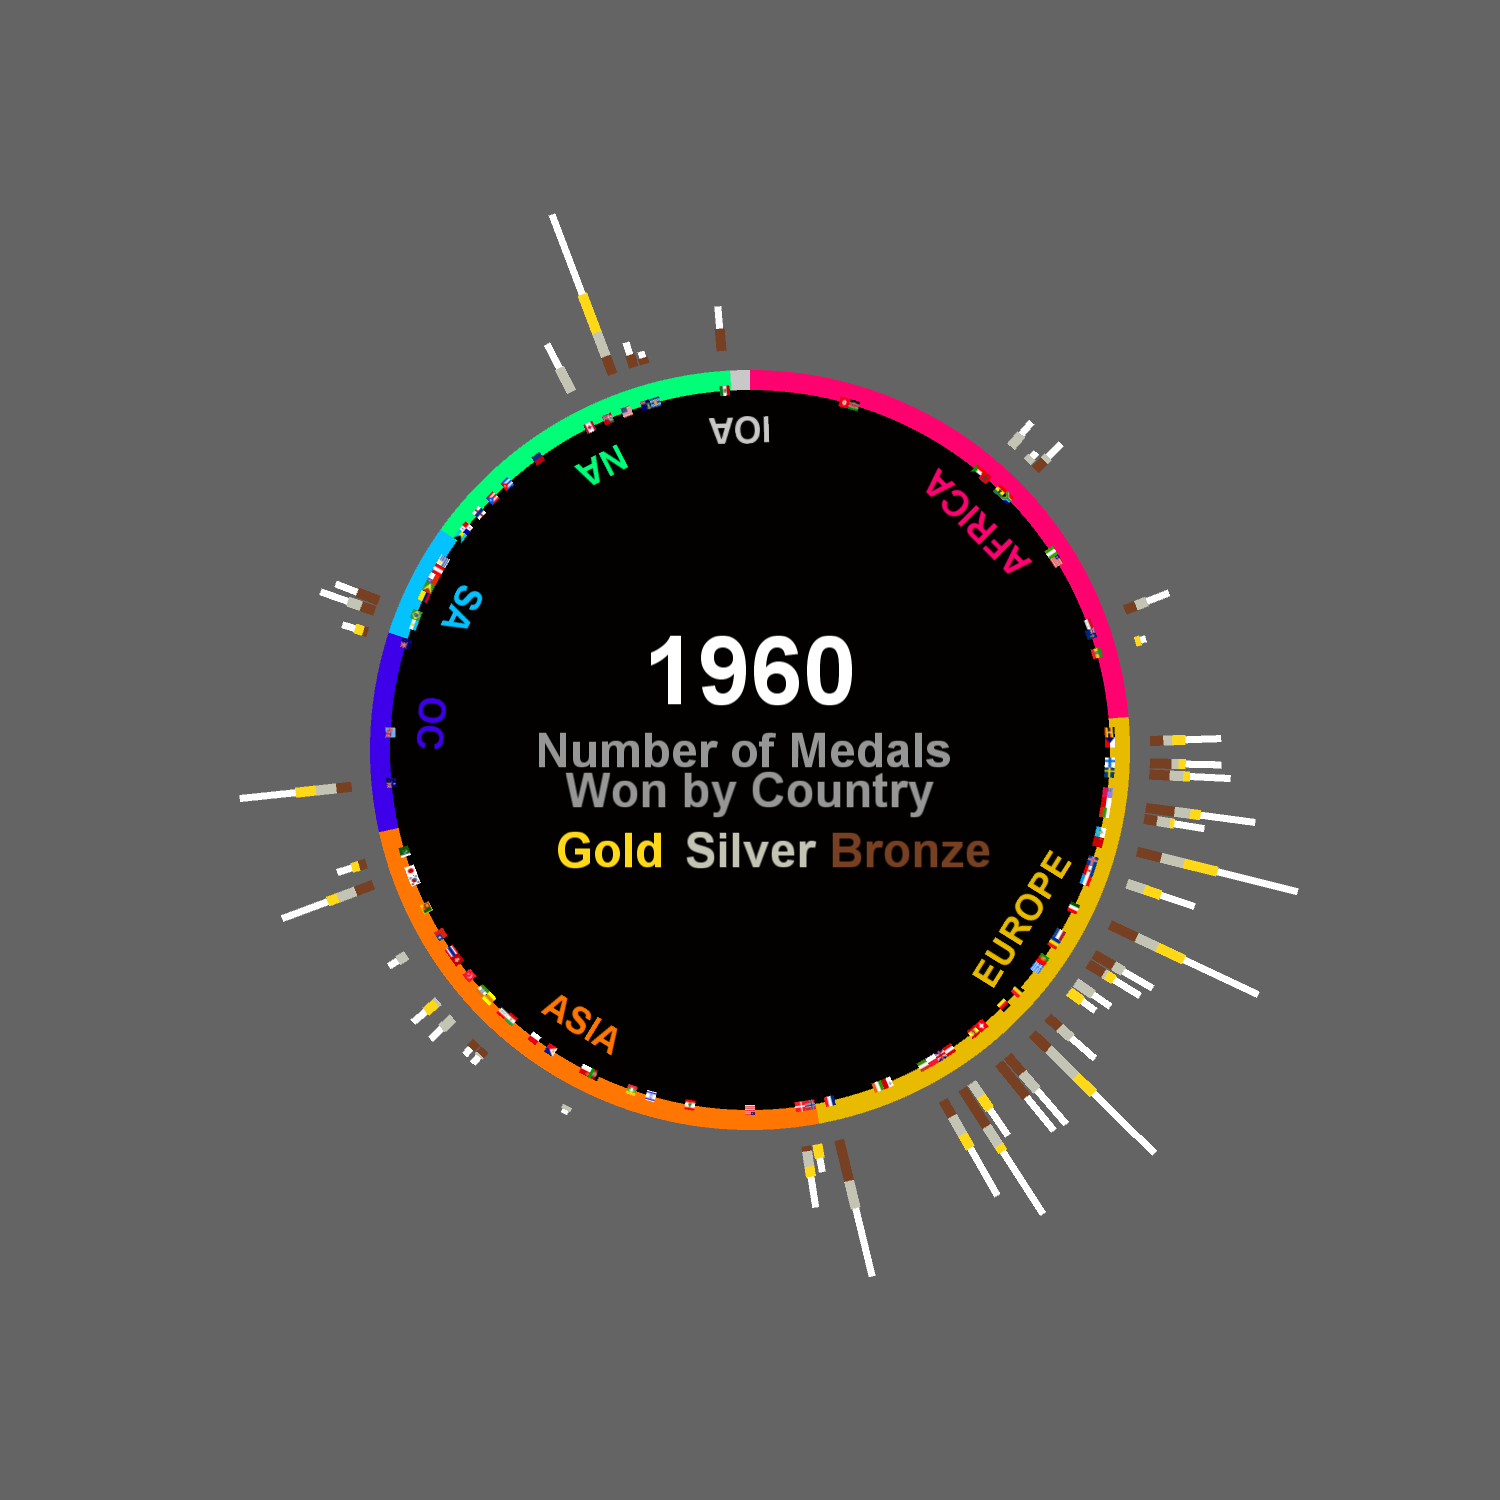 IOA
NA
AFRICA
SA
OC
1960
Number of Medals
Won by Country
Gold Silver Bronze
EUROPE
ASIA